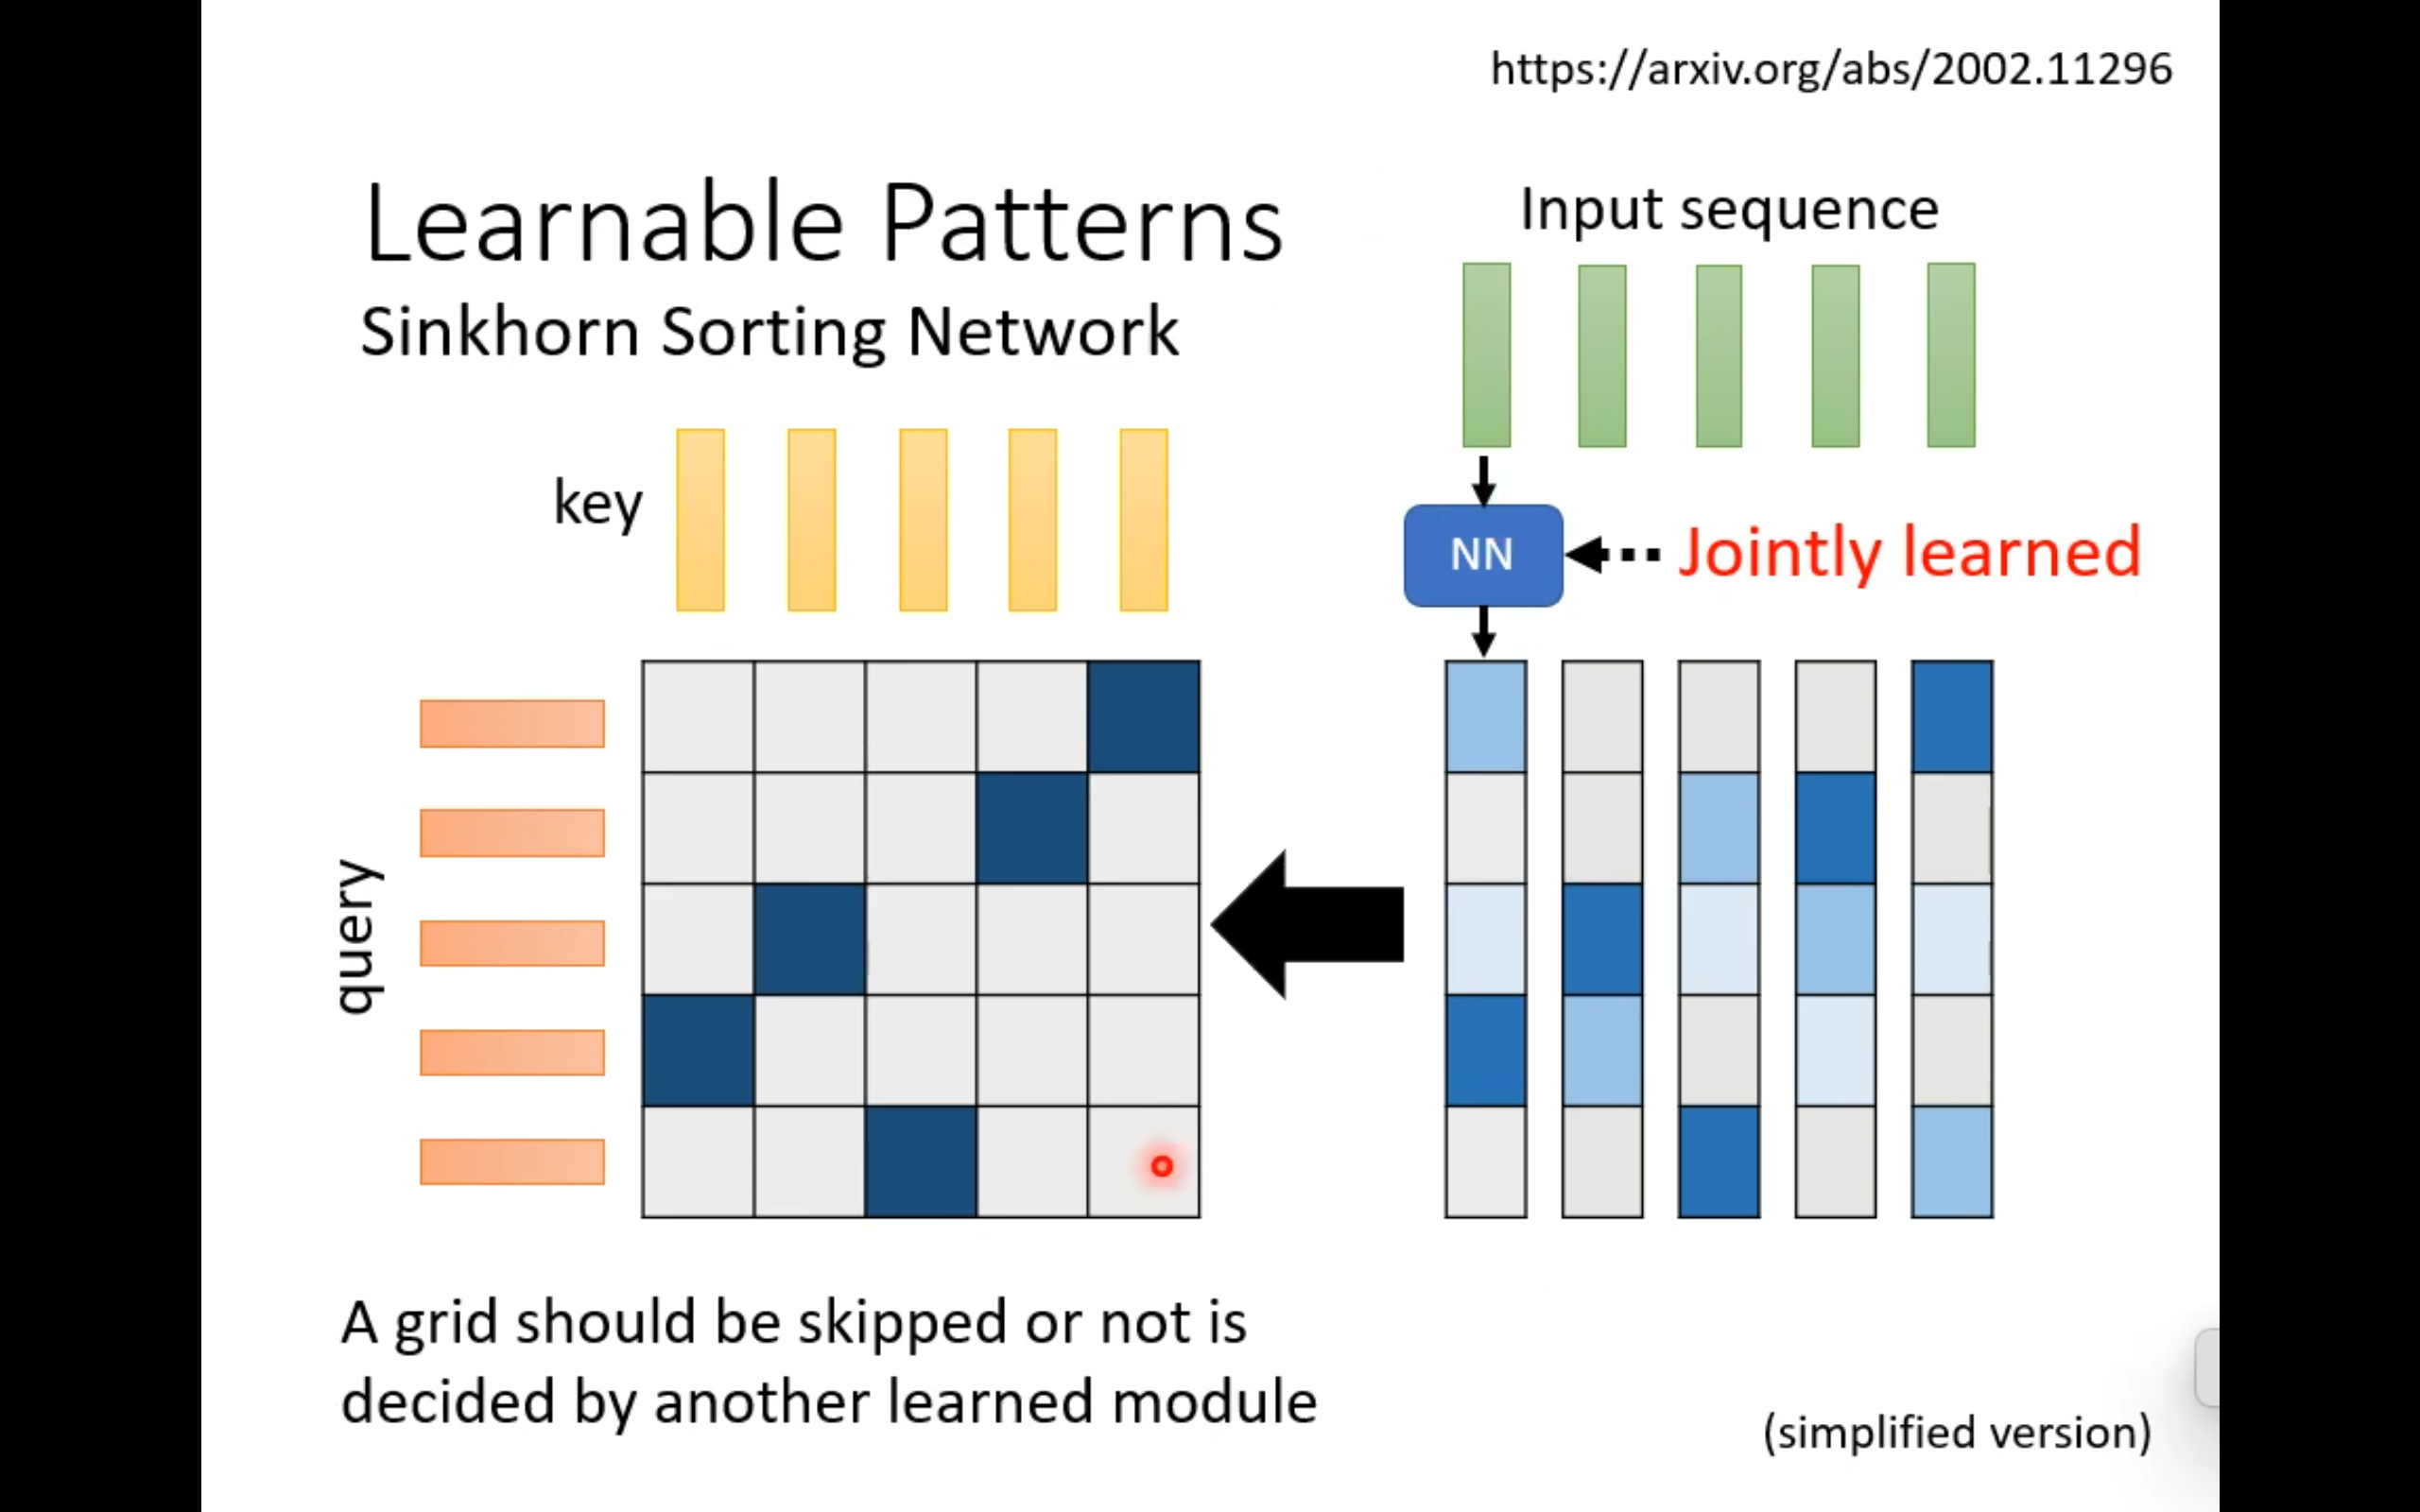 https://arxiv.org/abs/2002.11296
Learnable Patterns
Sinkhorn Sorting Network
Input sequence
key
NN
Jointly learned
query
A grid should be skipped or not is
decided by another learned module
(simplified version)